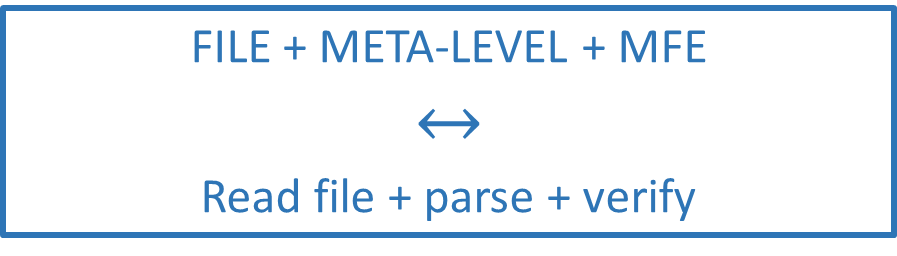 FILE + META-LEVEL + MFE
↔
Read file + parse + verify